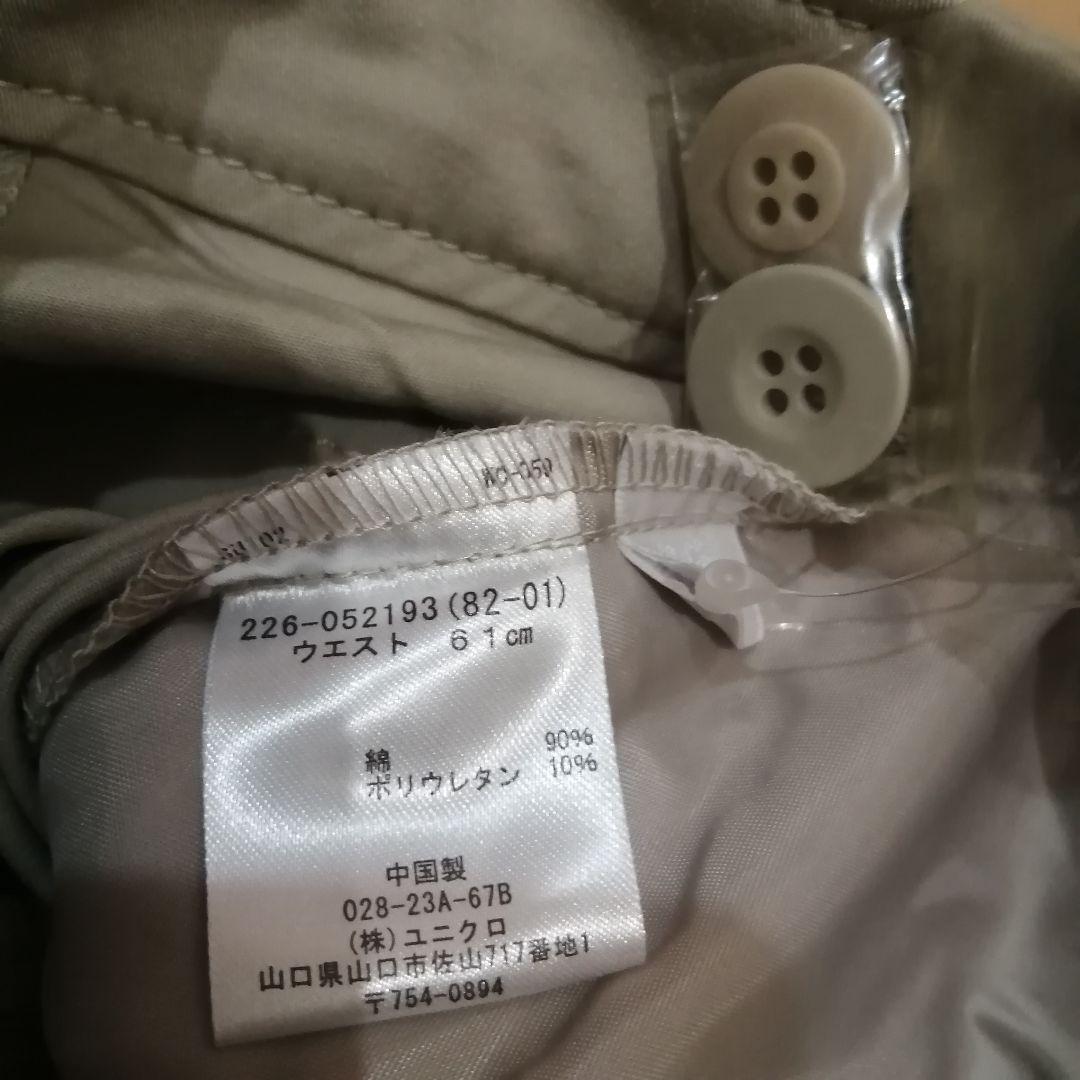 226-052193(82-01)
ウエスト 61cm
綿 90%
ポリウレタン 10%
中国製
028-23A-67B
(株)ユニクロ
山口県山口市佐山717番地1
〒754-0894